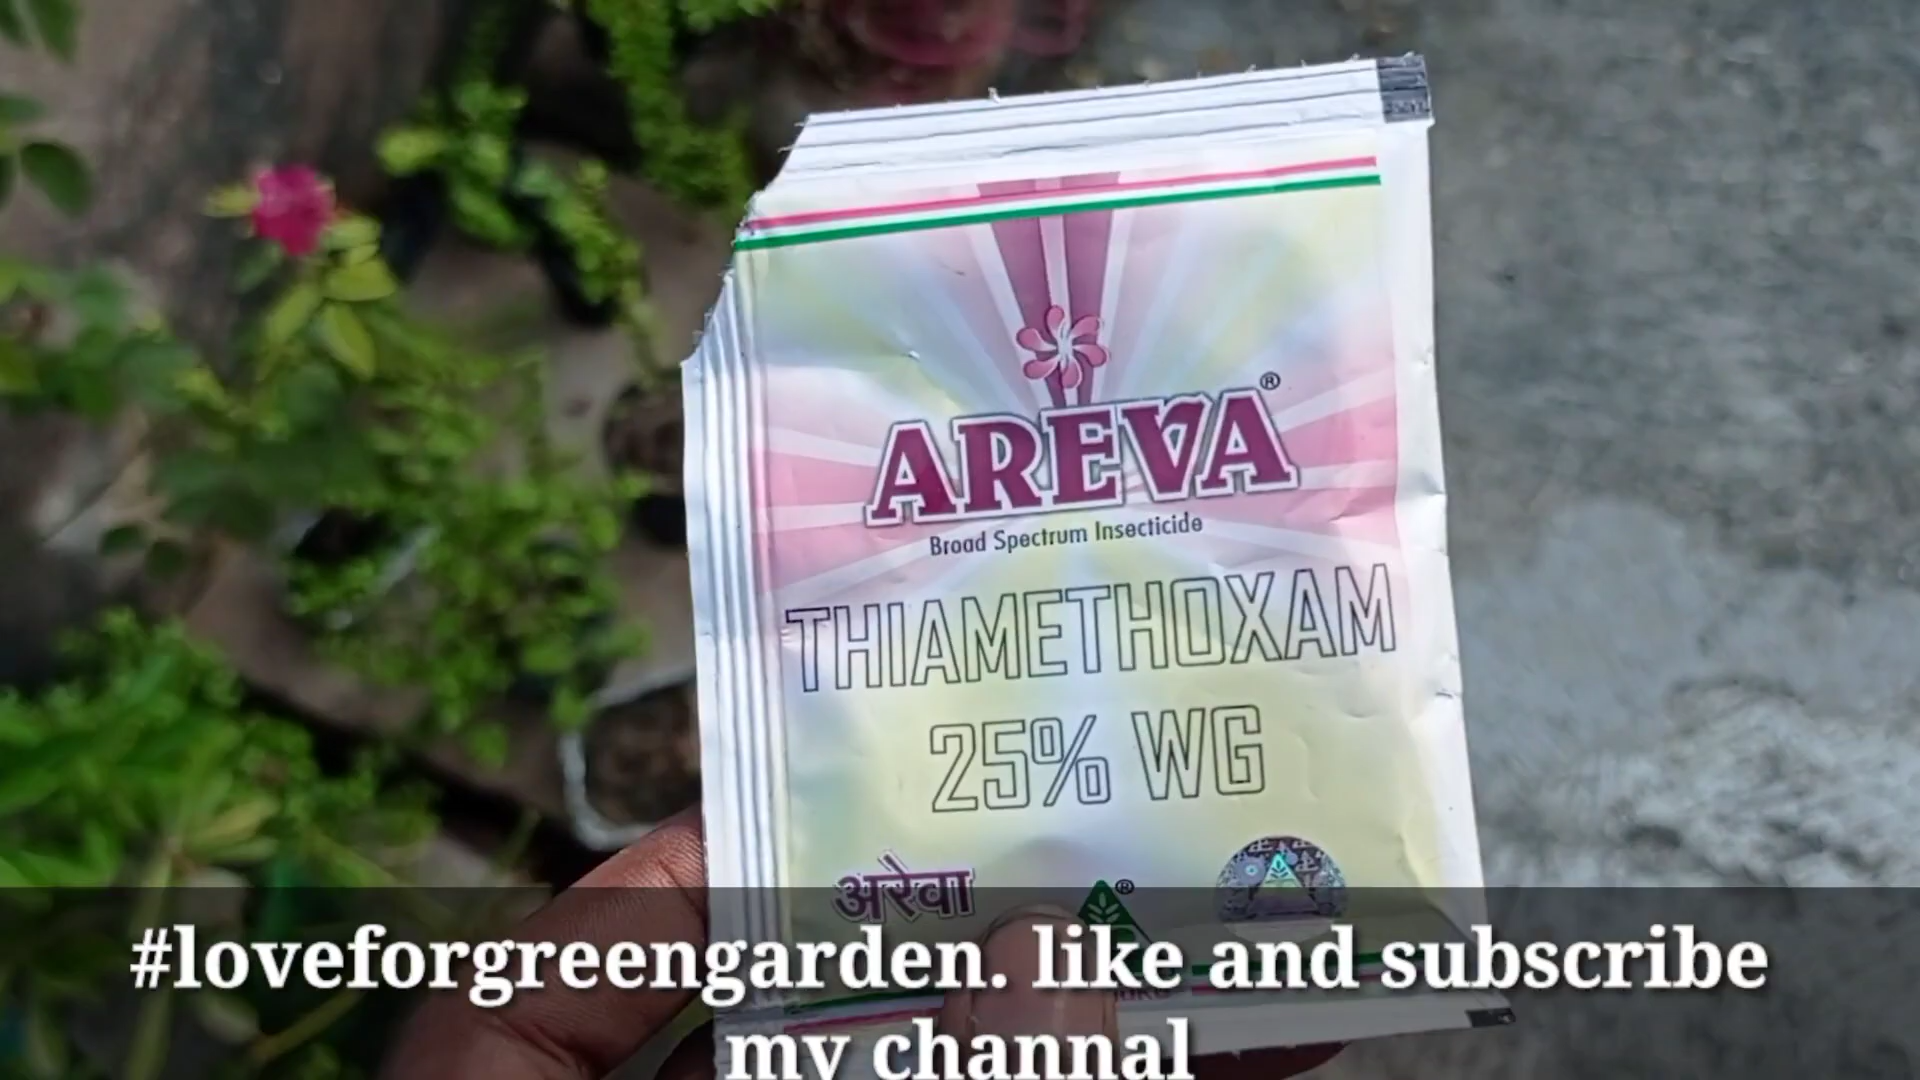 AREVA®
Broad Spectrum Insecticide
THIAMETHOXAM
25% WG
अरेवा
®
#loveforgreengarden. like and subscribe
my channal